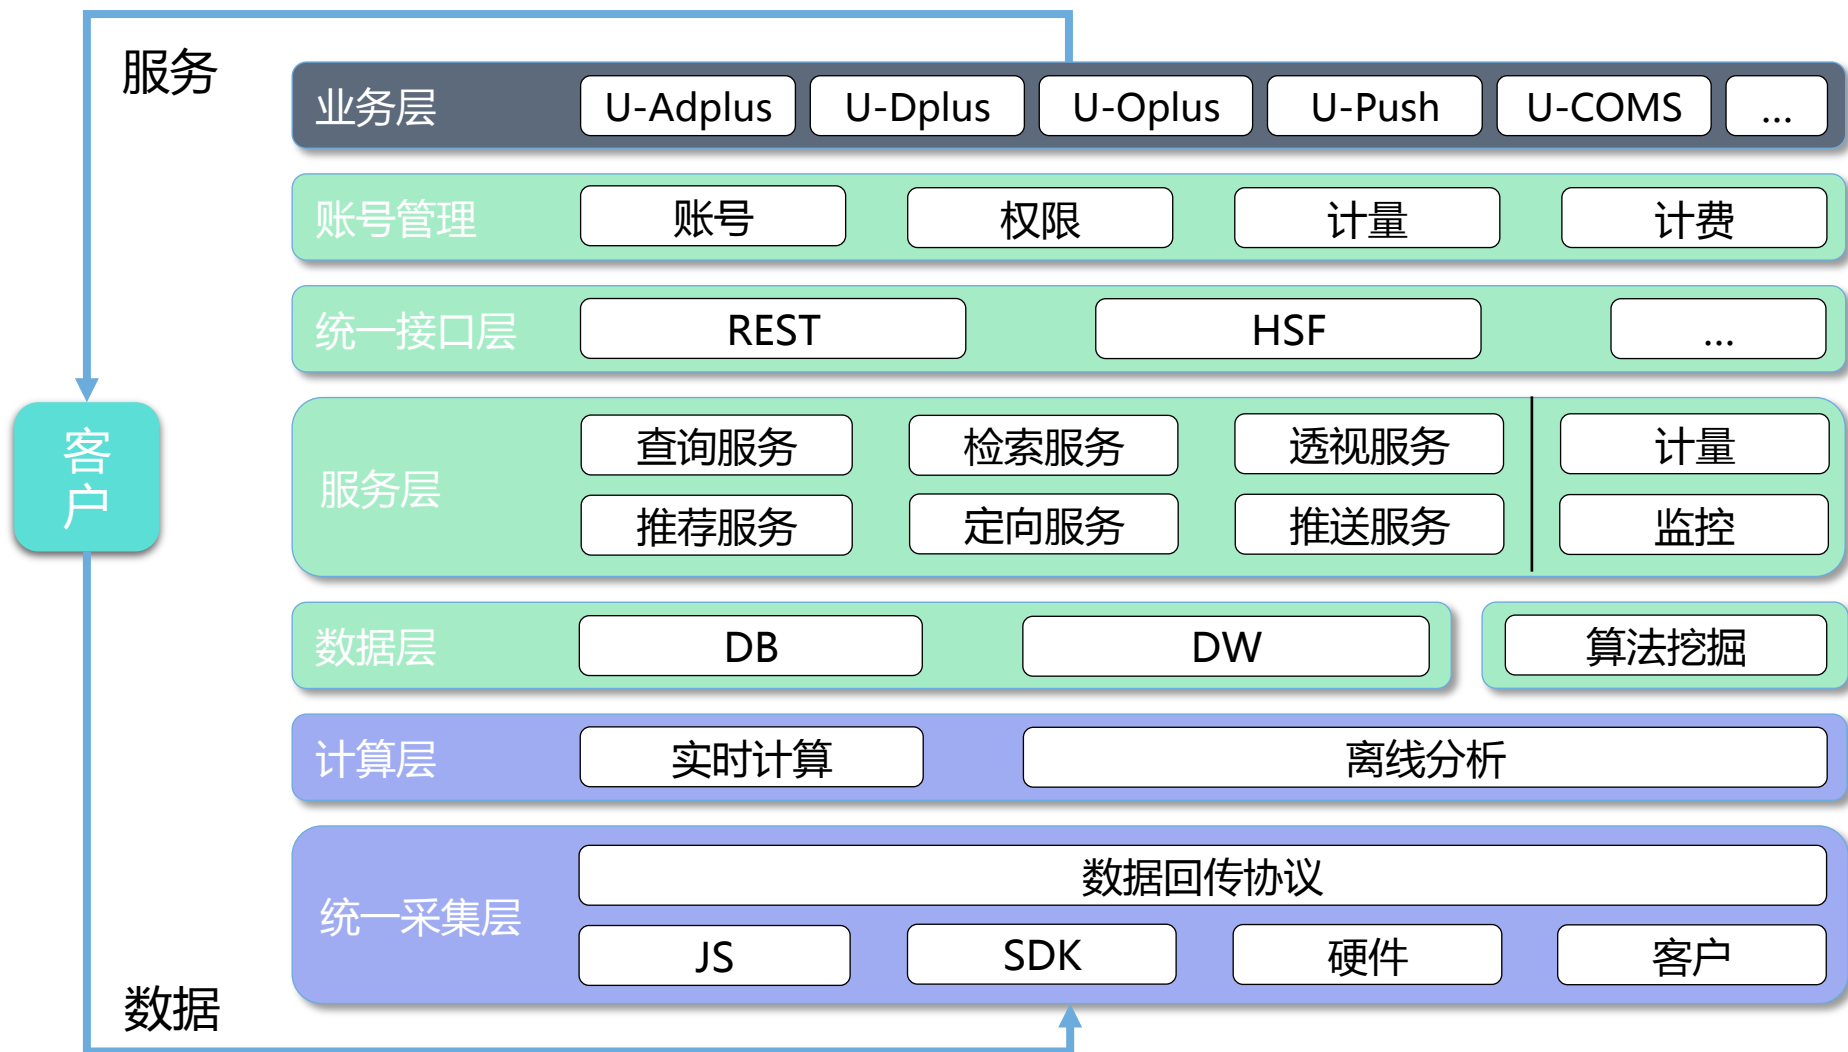 服务
业务层 U-Adplus U-Dplus U-Oplus U-Push U-COMS ...
账号管理 账号 权限 计量 计费
统一接口层 REST HSF ...
客
户
服务层
查询服务 检索服务 透视服务 计量
推荐服务 定向服务 推送服务 监控
数据层 DB DW 算法挖掘
计算层 实时计算 离线分析
统一采集层
数据回传协议
JS SDK 硬件 客户
数据